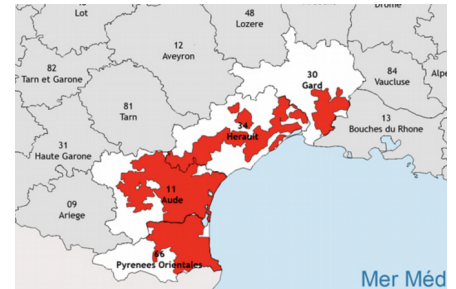 Lot
48
Lozere
Drome
12
Aveyron
82
Tarn et Garone
30
Gard
84
Vaucluse
Alpe
81
Tarn
34
Herault
13
Bouches du Rhone
31
Haute Garone
11
Aude
09
Ariege
66
Pyrenees Orientales
Mer Méd